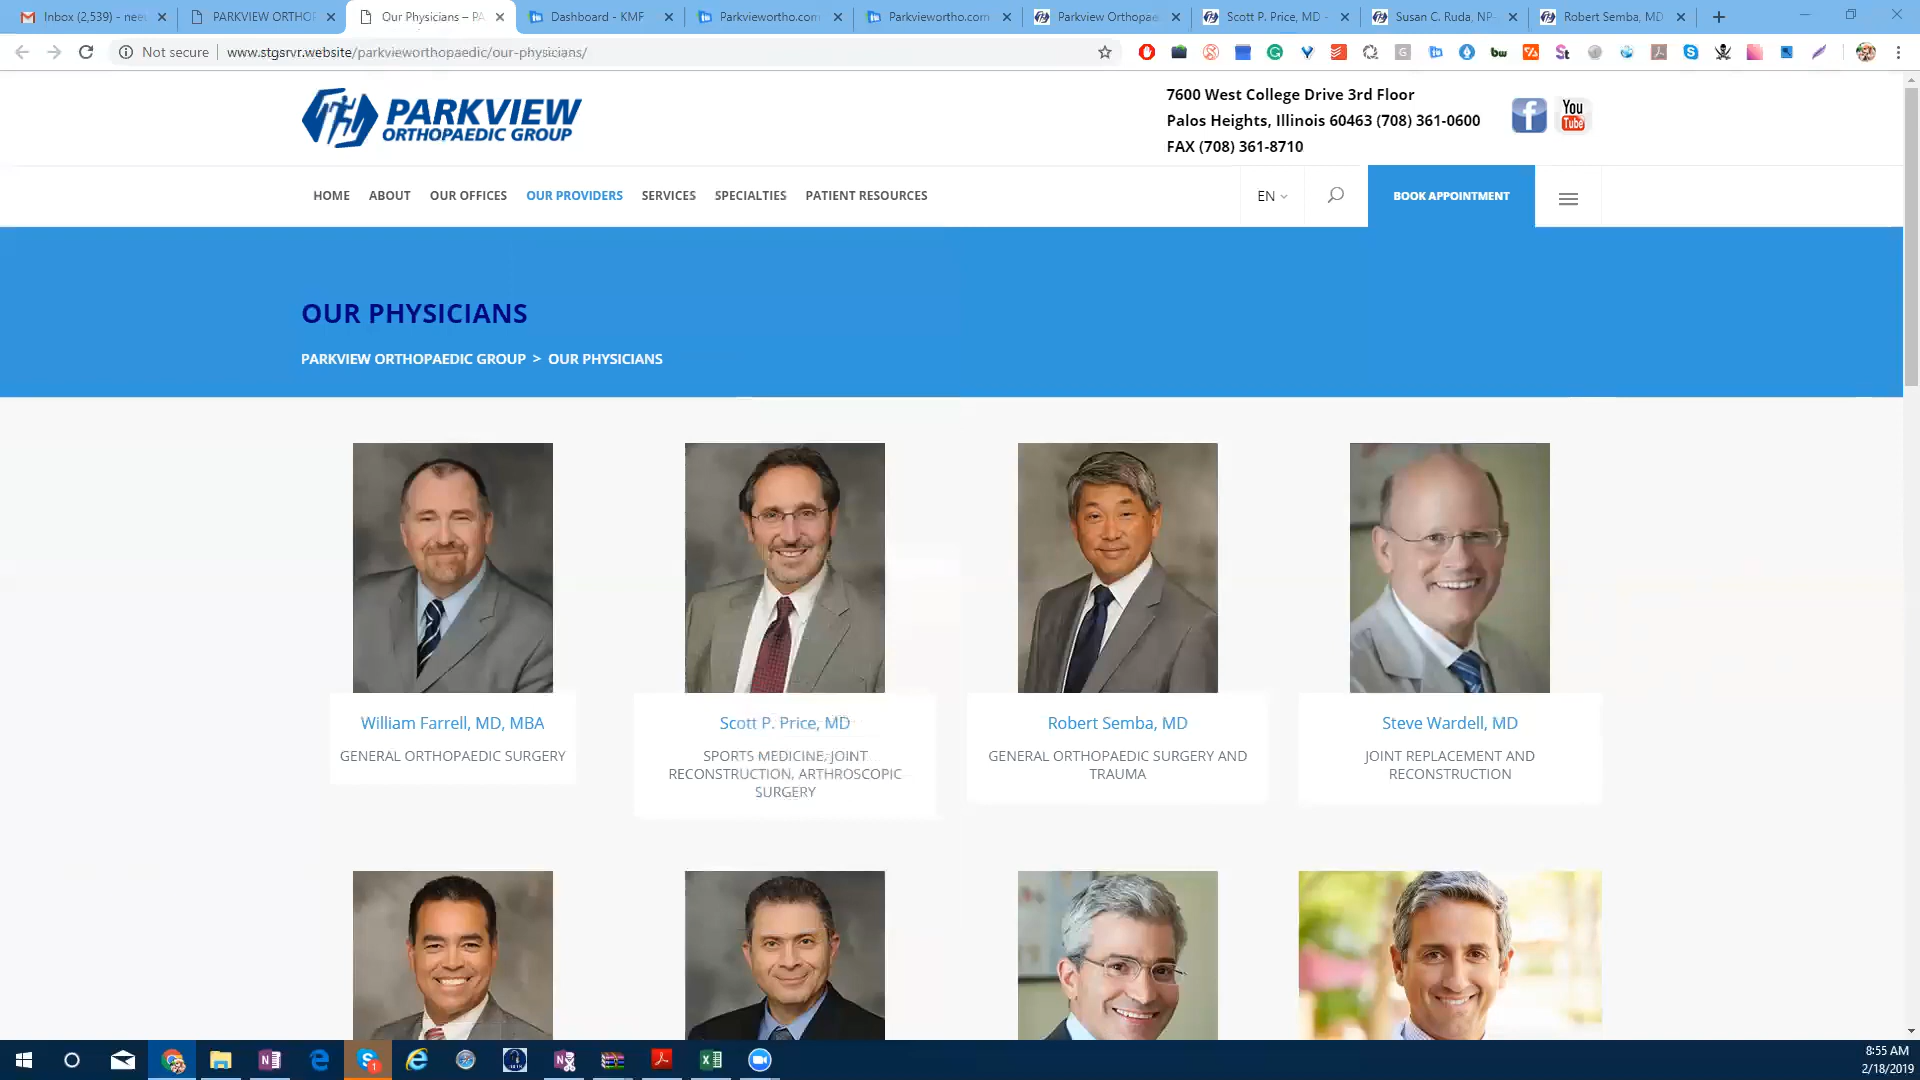 Inbox (2,539) - nee
PARKVIEW ORTHOP
Our Physicians – PA
Dashboard - KMF
Parkviewortho.com
Parkviewortho.com
Parkview Orthopae
Scott P. Price, MD -
Susan C. Ruda, NP-
Robert Semba, MD
Not secure
www.stgsrvr.website/parkvieworthopaedic/our-physicians/
PARKVIEW
ORTHOPAEDIC GROUP
7600 West College Drive 3rd Floor
Palos Heights, Illinois 60463 (708) 361-0600
FAX (708) 361-8710
You
Tube
HOME
ABOUT
OUR OFFICES
OUR PROVIDERS
SERVICES
SPECIALTIES
PATIENT RESOURCES
EN
BOOK APPOINTMENT
OUR PHYSICIANS
PARKVIEW ORTHOPAEDIC GROUP > OUR PHYSICIANS
William Farrell, MD, MBA
GENERAL ORTHOPAEDIC SURGERY
Scott P. Price, MD
SPORTS MEDICINE, JOINT
RECONSTRUCTION, ARTHROSCOPIC
SURGERY
Robert Semba, MD
GENERAL ORTHOPAEDIC SURGERY AND
TRAUMA
Steve Wardell, MD
JOINT REPLACEMENT AND
RECONSTRUCTION
8:55 AM
2/18/2019